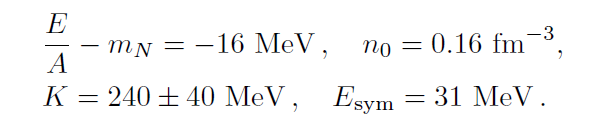 E/A − m_N = −16 MeV ,   n_0 = 0.16 fm^{−3},
K = 240 ± 40 MeV ,   E_sym = 31 MeV .